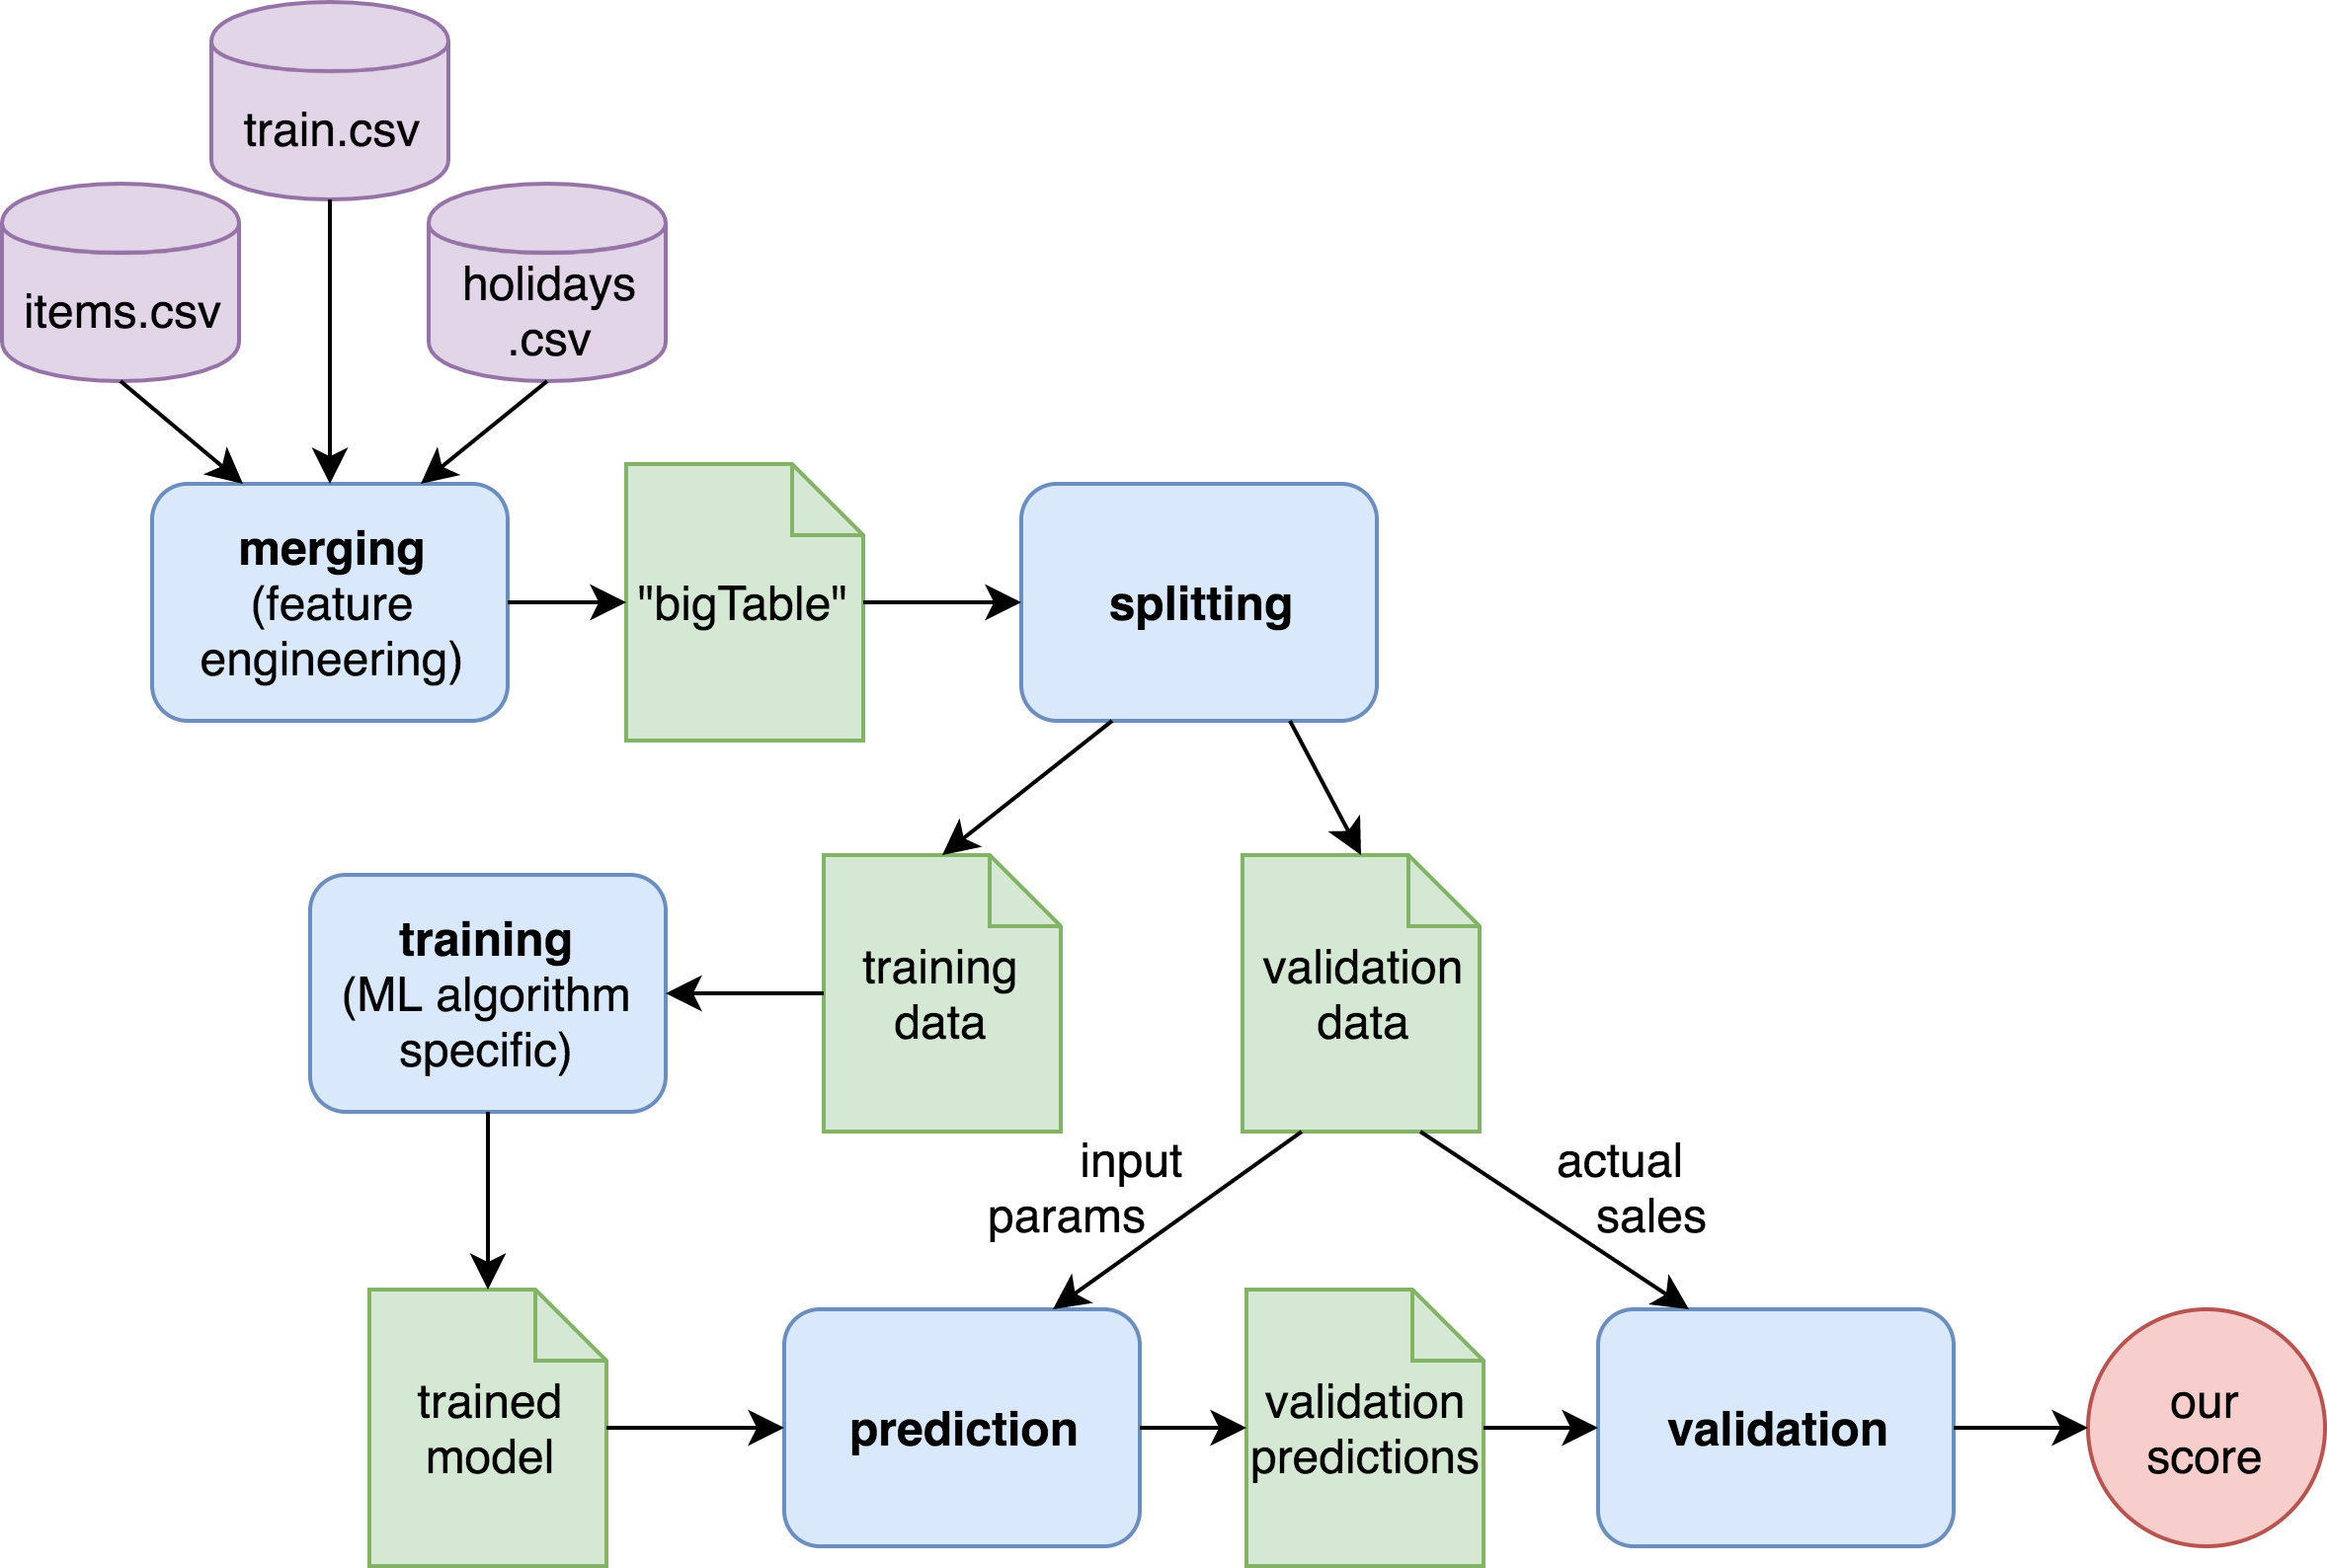 train.csv
items.csv
holidays
.csv
merging
(feature
engineering)
"bigTable"
splitting
training
(ML algorithm
specific)
training
data
validation
data
input
params
actual
sales
trained
model
prediction
validation
predictions
validation
our
score